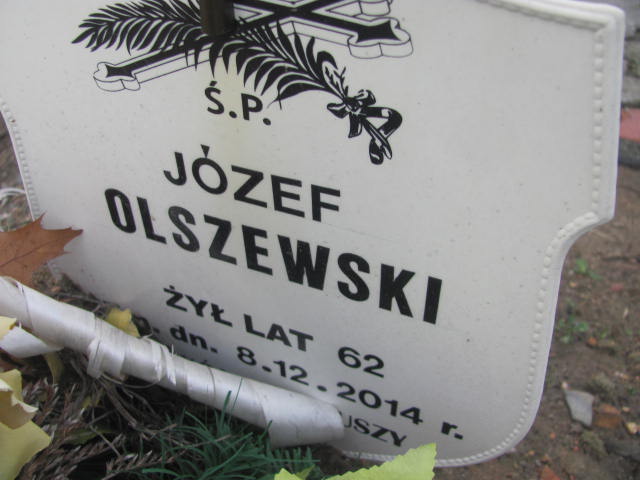 Ś.P.
JÓZEF
OLSZEWSKI
ŻYŁ LAT 62
dn. 8.12.2014 r.